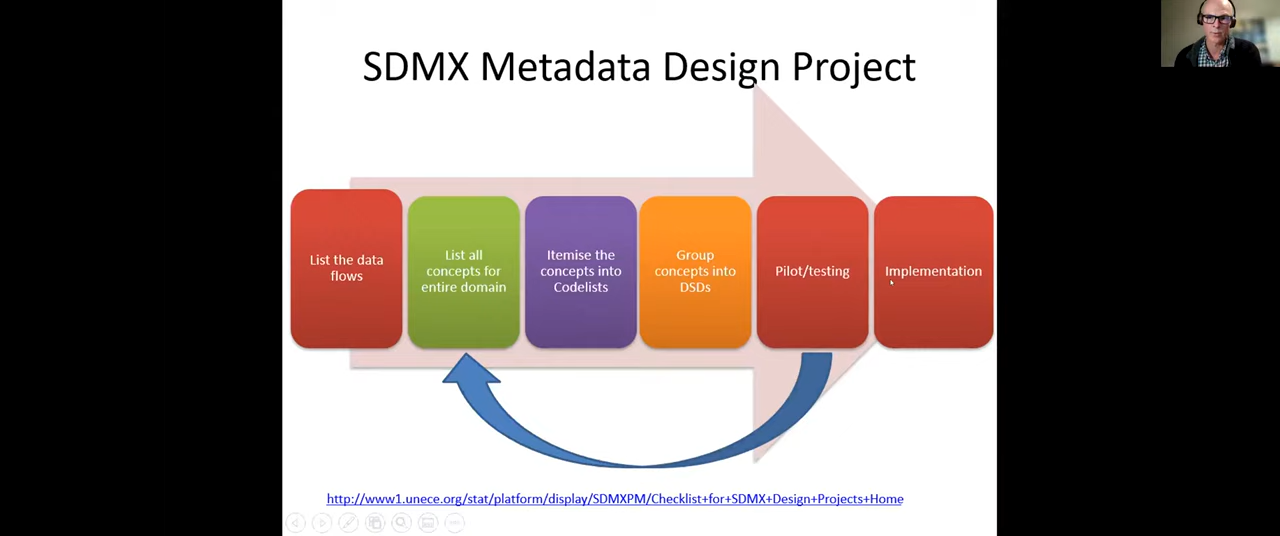 SDMX Metadata Design Project
List the data
flows
List all
concepts for
entire domain
Itemise the
concepts into
Codelists
Group
concepts into
DSDs
Pilot/testing
Implementation
http://www1.unece.org/stat/platform/display/SDMXPM/Checklist+for+SDMX+Design+Projects+Home